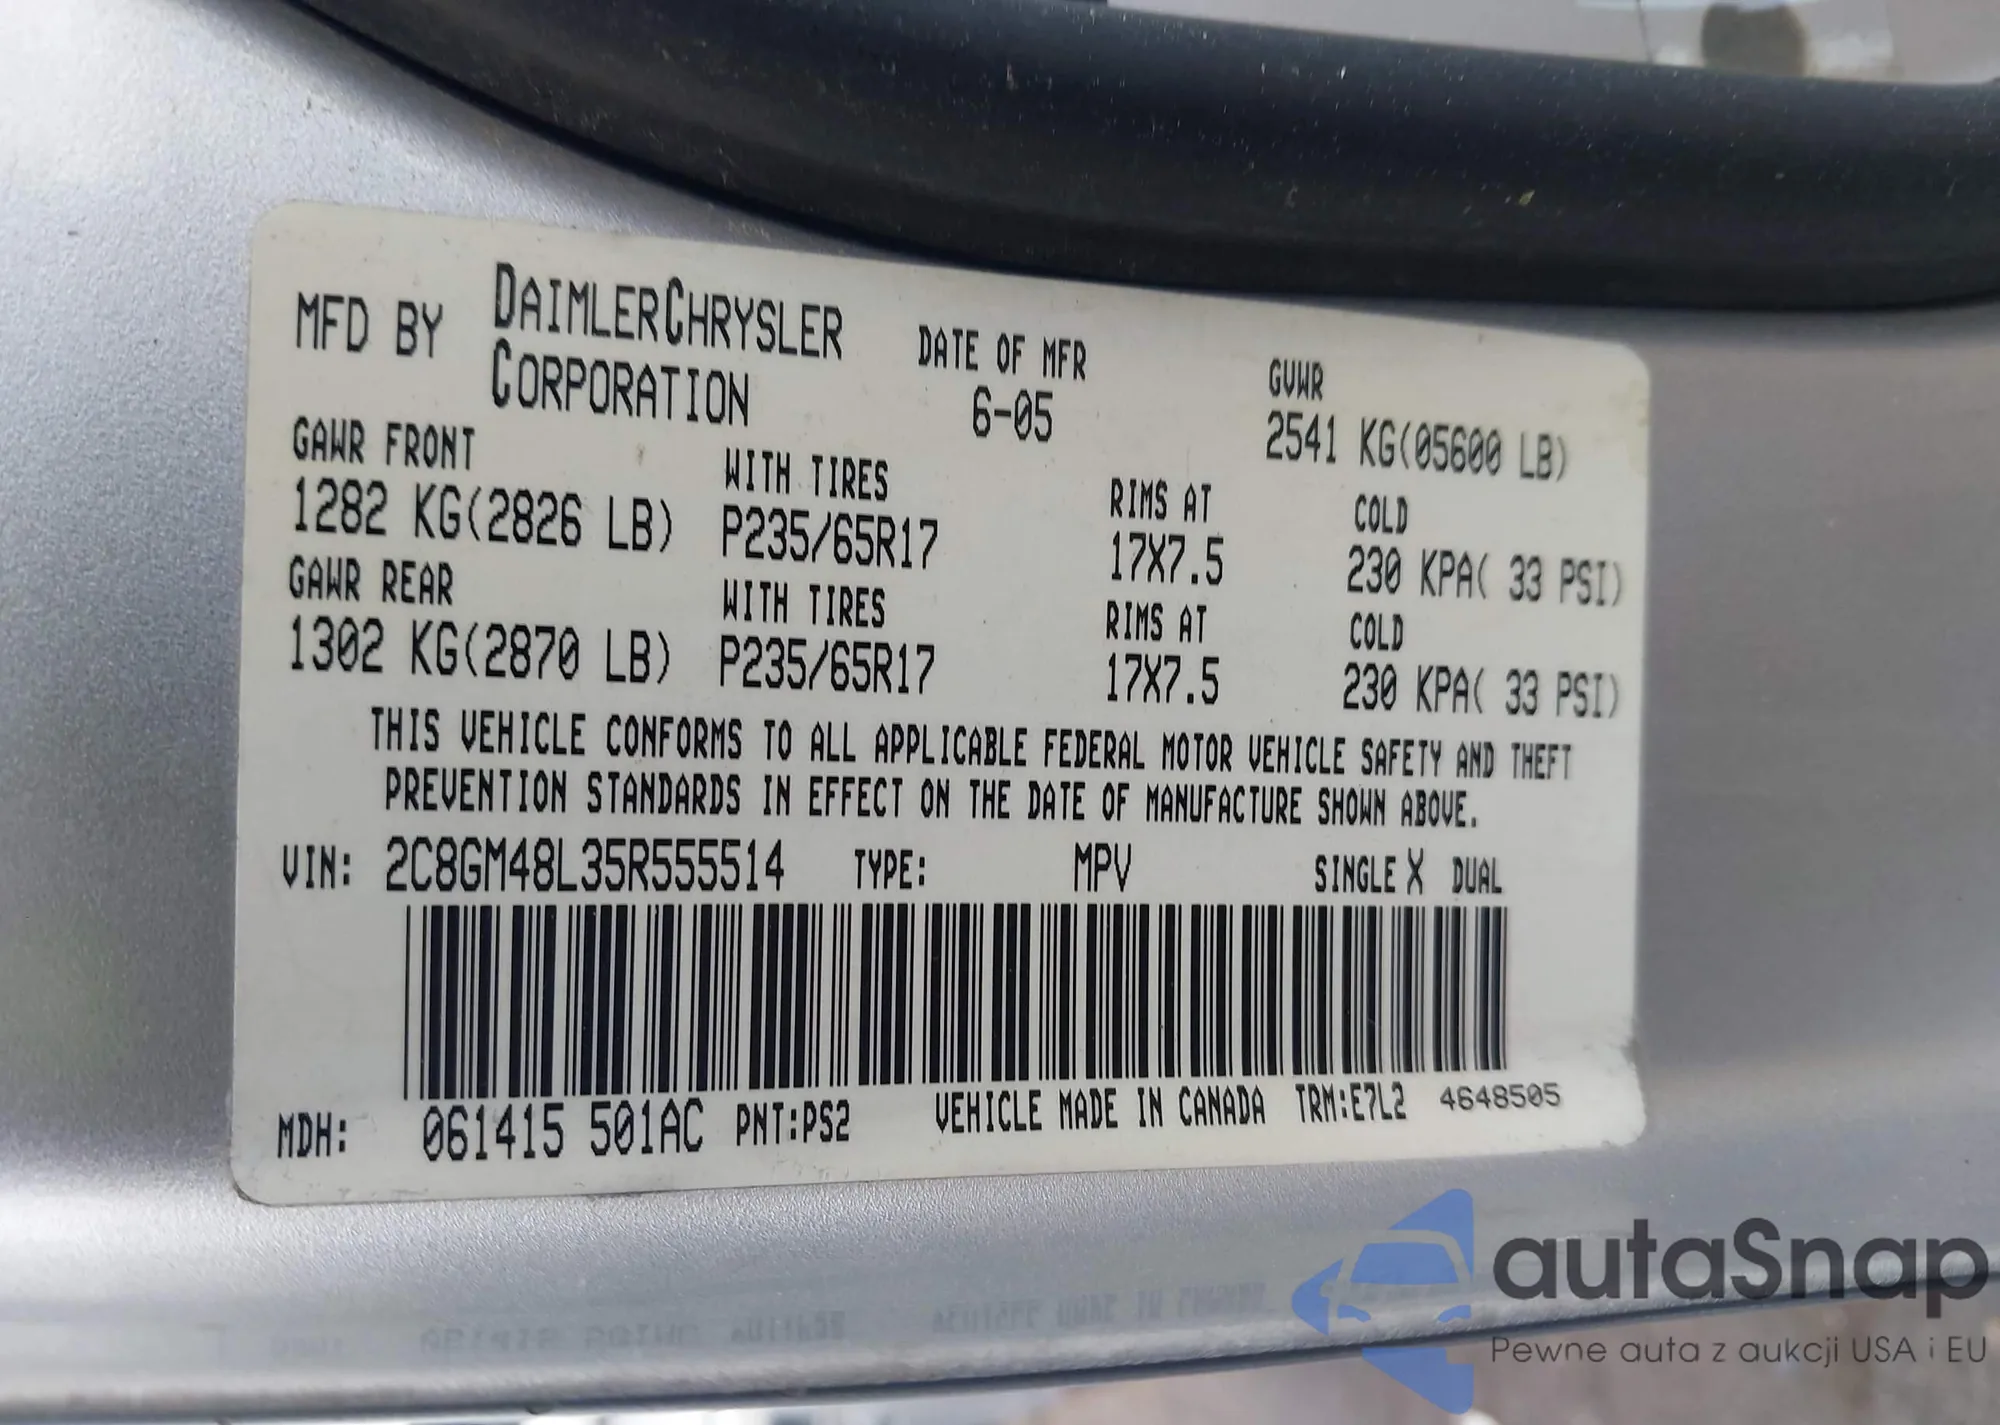 MFD BY DAIMLERCHRYSLER CORPORATION
DATE OF MFR
6-05
GVWR
2541 KG(05600 LB)
GAWR FRONT WITH TIRES RIMS AT COLD
1282 KG(2826 LB) P235/65R17 17X7.5 230 KPA( 33 PSI)
GAWR REAR WITH TIRES RIMS AT COLD
1302 KG(2870 LB) P235/65R17 17X7.5 230 KPA( 33 PSI)
THIS VEHICLE CONFORMS TO ALL APPLICABLE FEDERAL MOTOR VEHICLE SAFETY AND THEFT
PREVENTION STANDARDS IN EFFECT ON THE DATE OF MANUFACTURE SHOWN ABOVE.
VIN: 2C8GM48L35R555514 TYPE: MPV SINGLE X DUAL
MDH: 061415 501AC PNT:PS2 VEHICLE MADE IN CANADA TRM:E7L2 4648505
autaSnap
Pewne auta z aukcji USA i EU